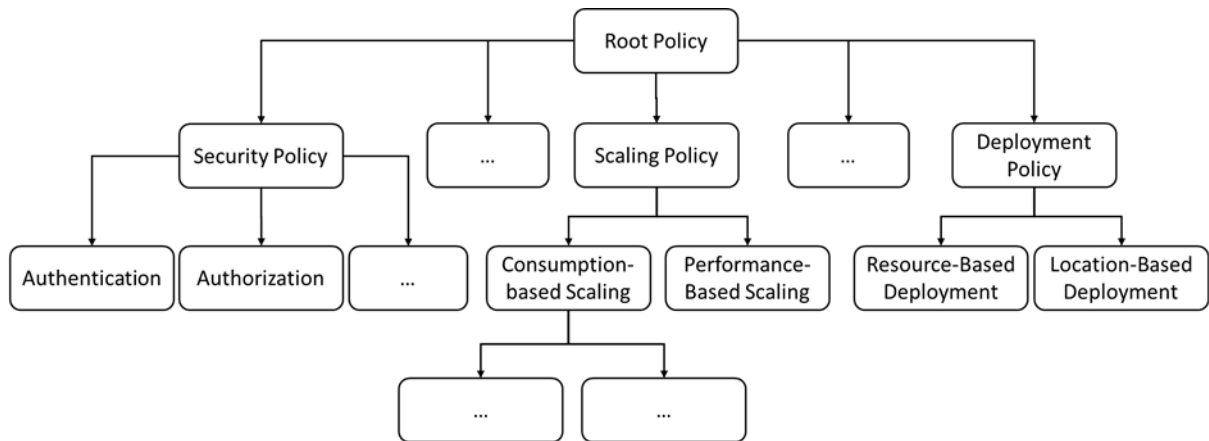 Root Policy
Security Policy
...
Scaling Policy
...
Deployment
Policy
Authentication
Authorization
...
Consumption-
based Scaling
Performance-
Based Scaling
Resource-Based
Deployment
Location-Based
Deployment
...
...